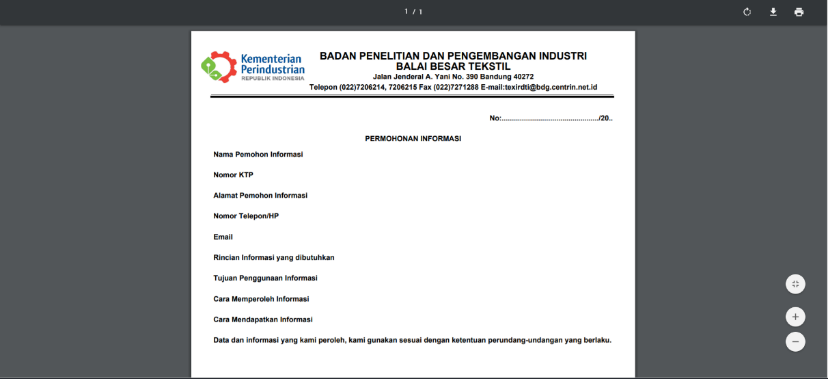 1 / 1
Kementerian
Perindustrian
REPUBLIK INDONESIA
BADAN PENELITIAN DAN PENGEMBANGAN INDUSTRI
BALAI BESAR TEKSTIL
Jalan Jenderal A. Yani No. 390 Bandung 40272
Telepon (022)7206214, 7206215 Fax (022)7271288 E-mail:texirdti@bdg.centrin.net.id
No:................................................/20..
PERMOHONAN INFORMASI
Nama Pemohon Informasi
Nomor KTP
Alamat Pemohon Informasi
Nomor Telepon/HP
Email
Rincian Informasi yang dibutuhkan
Tujuan Penggunaan Informasi
Cara Memperoleh Informasi
Cara Mendapatkan Informasi
Data dan informasi yang kami peroleh, kami gunakan sesuai dengan ketentuan perundang-undangan yang berlaku.